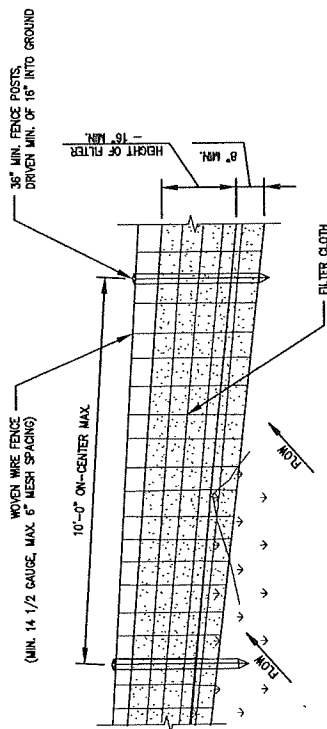 36" MIN. FENCE POSTS,
DRIVEN MIN. OF 16" INTO GROUND
WOVEN WIRE FENCE
(MIN. 14 1/2 GAUGE, MAX. 6" MESH SPACING)
10'-0" ON-CENTER MAX.
HEIGHT OF FILTER
- 16" MIN.
8" MIN.
FILTER CLOTH
FLOW
FLOW